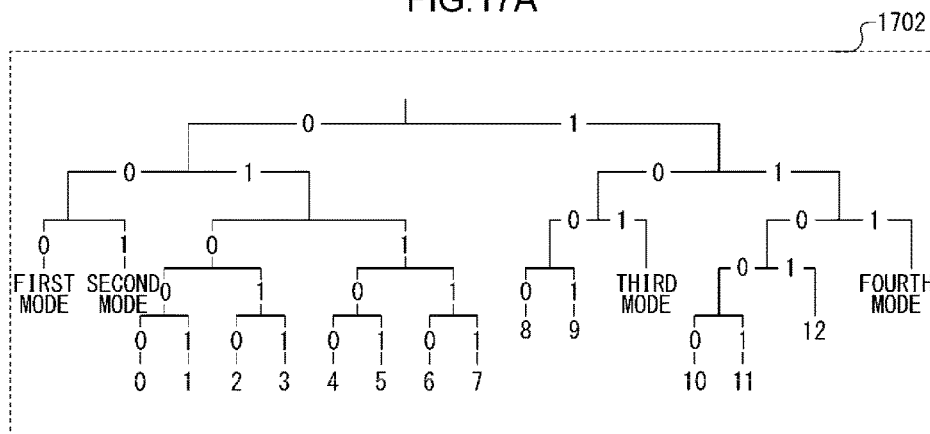 FIG.17A
1702
0 1
0 1 0 1
0 1 0 1 0 1 0 1
FIRST MODE SECOND MODE 0 1 0 1 0 1 THIRD MODE 0 1 FOURTH MODE
0 1 0 1 0 1 0 1 8 9 0 1 12
0 1 2 3 4 5 6 7 10 11